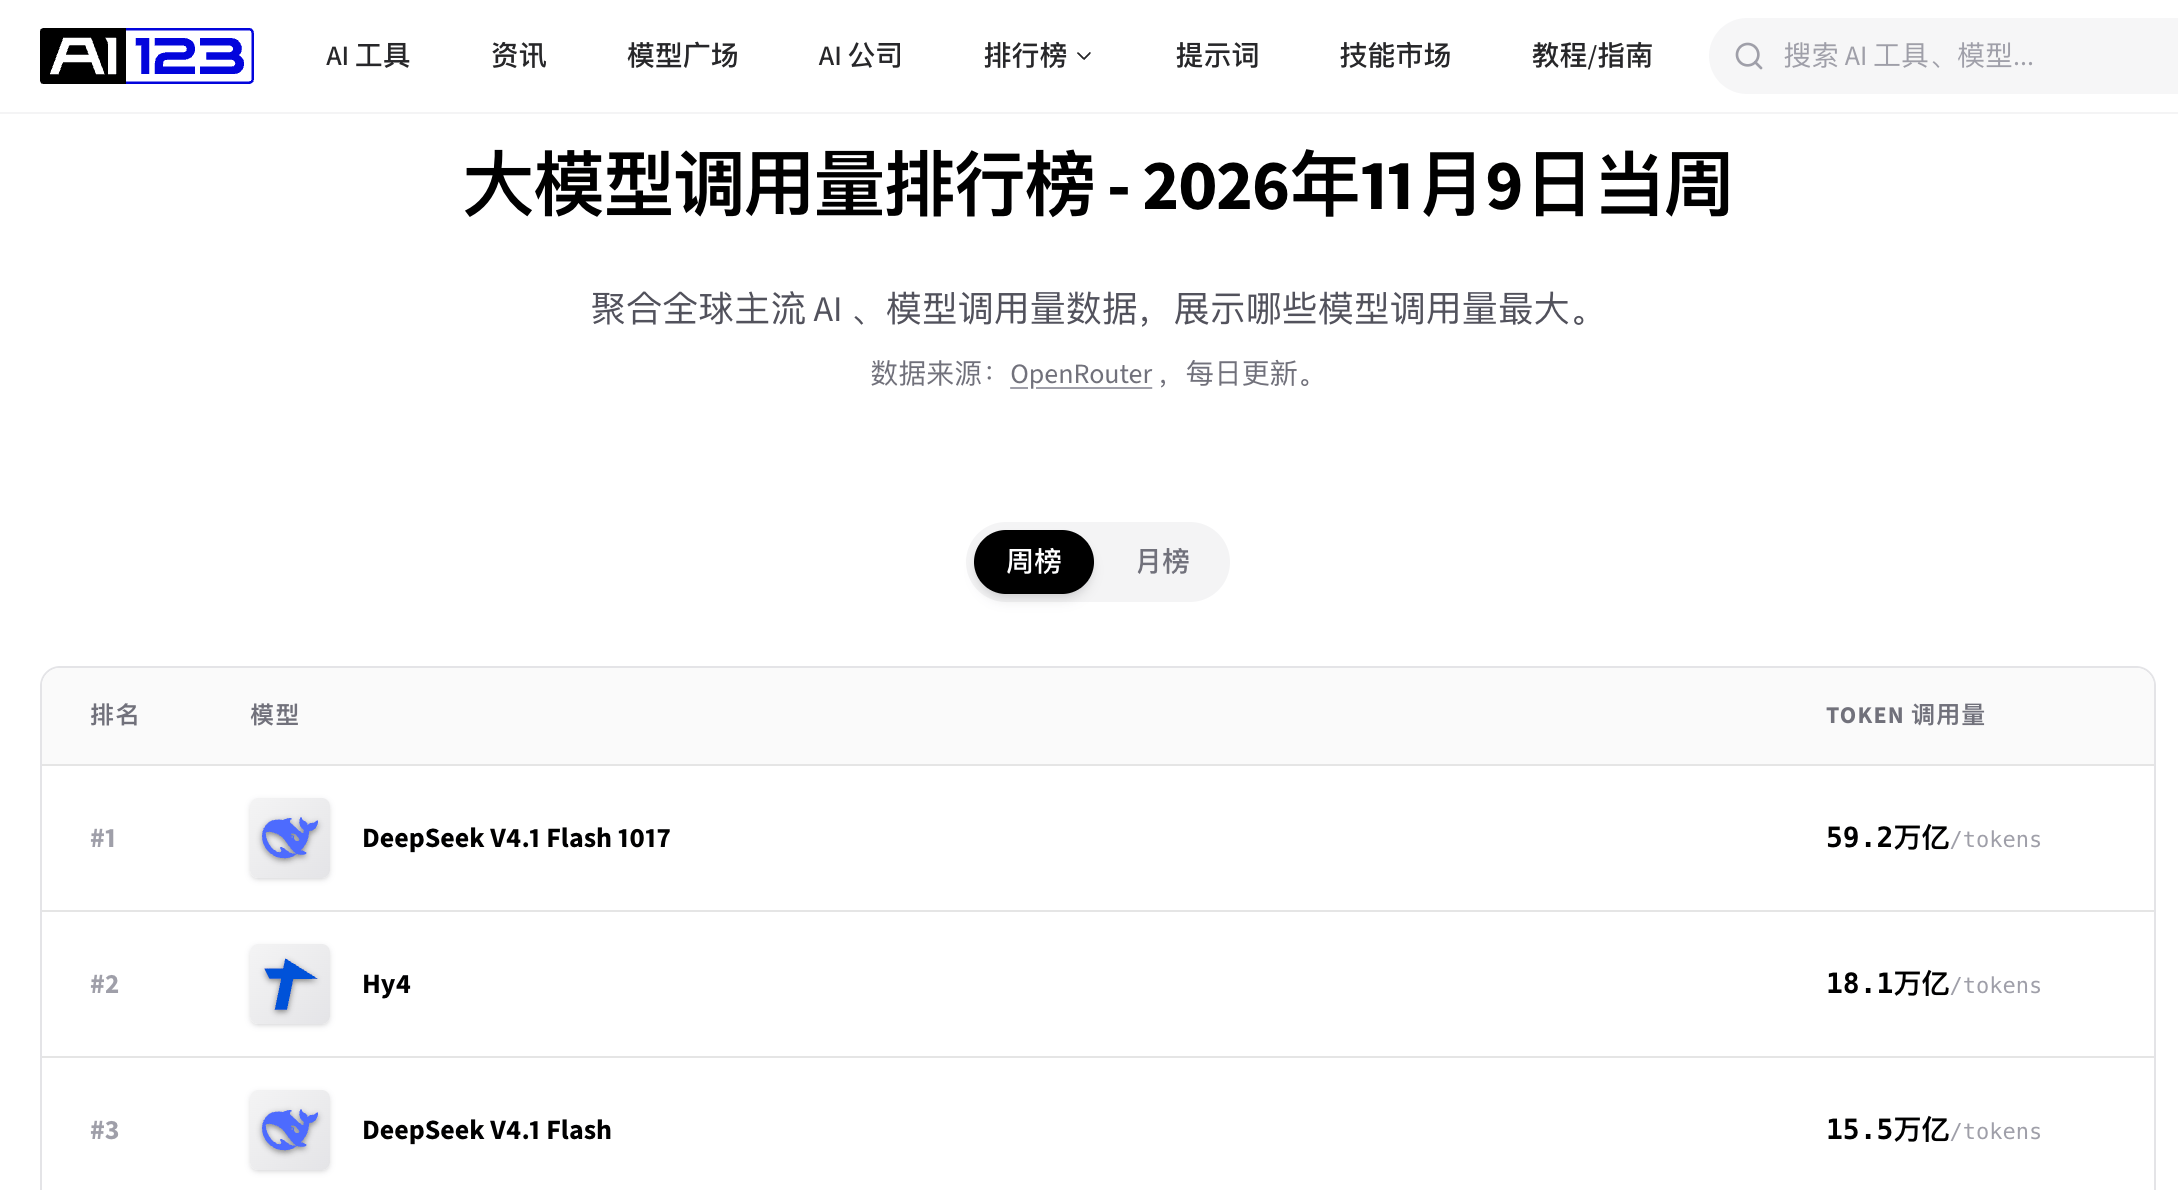 AI 123
AI 工具 资讯 模型广场 AI 公司 排行榜 提示词 技能市场 教程/指南 搜索 AI 工具、模型...
大模型调用量排行榜 - 2026年11月9日当周
聚合全球主流 AI 、模型调用量数据，展示哪些模型调用量最大。
数据来源：OpenRouter ，每日更新。
周榜 月榜
排名 模型 TOKEN 调用量
#1 DeepSeek V4.1 Flash 1017 59.2万亿/tokens
#2 Hy4 18.1万亿/tokens
#3 DeepSeek V4.1 Flash 15.5万亿/tokens